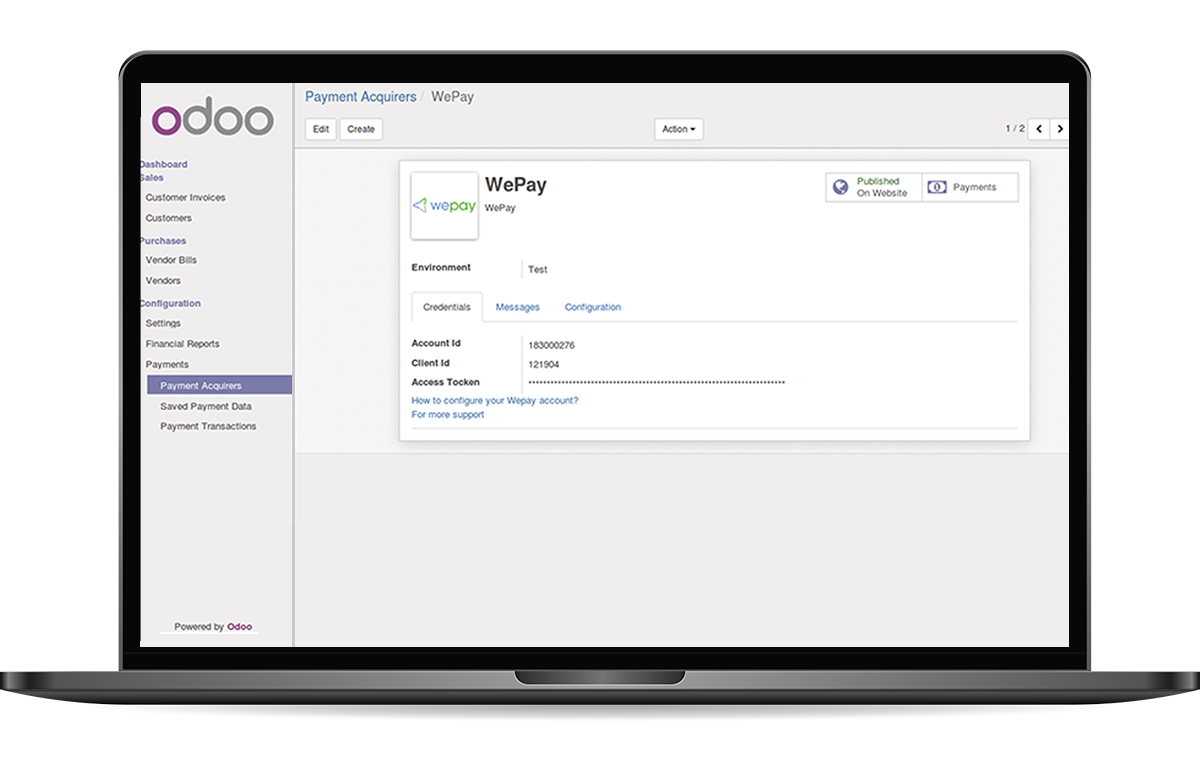 odoo
Dashboard
Sales
Customer Invoices
Customers
Purchases
Vendor Bills
Vendors
Configuration
Settings
Financial Reports
Payments
Payment Acquirers
Saved Payment Data
Payment Transactions
Powered by Odoo
Payment Acquirers / WePay
Edit Create Action 1 / 2
wepay
WePay
WePay
Published
On Website
Payments
Environment Test
Credentials Messages Configuration
Account Id 183000276
Client Id 121904
Access Tocken
How to configure your Wepay account?
For more support